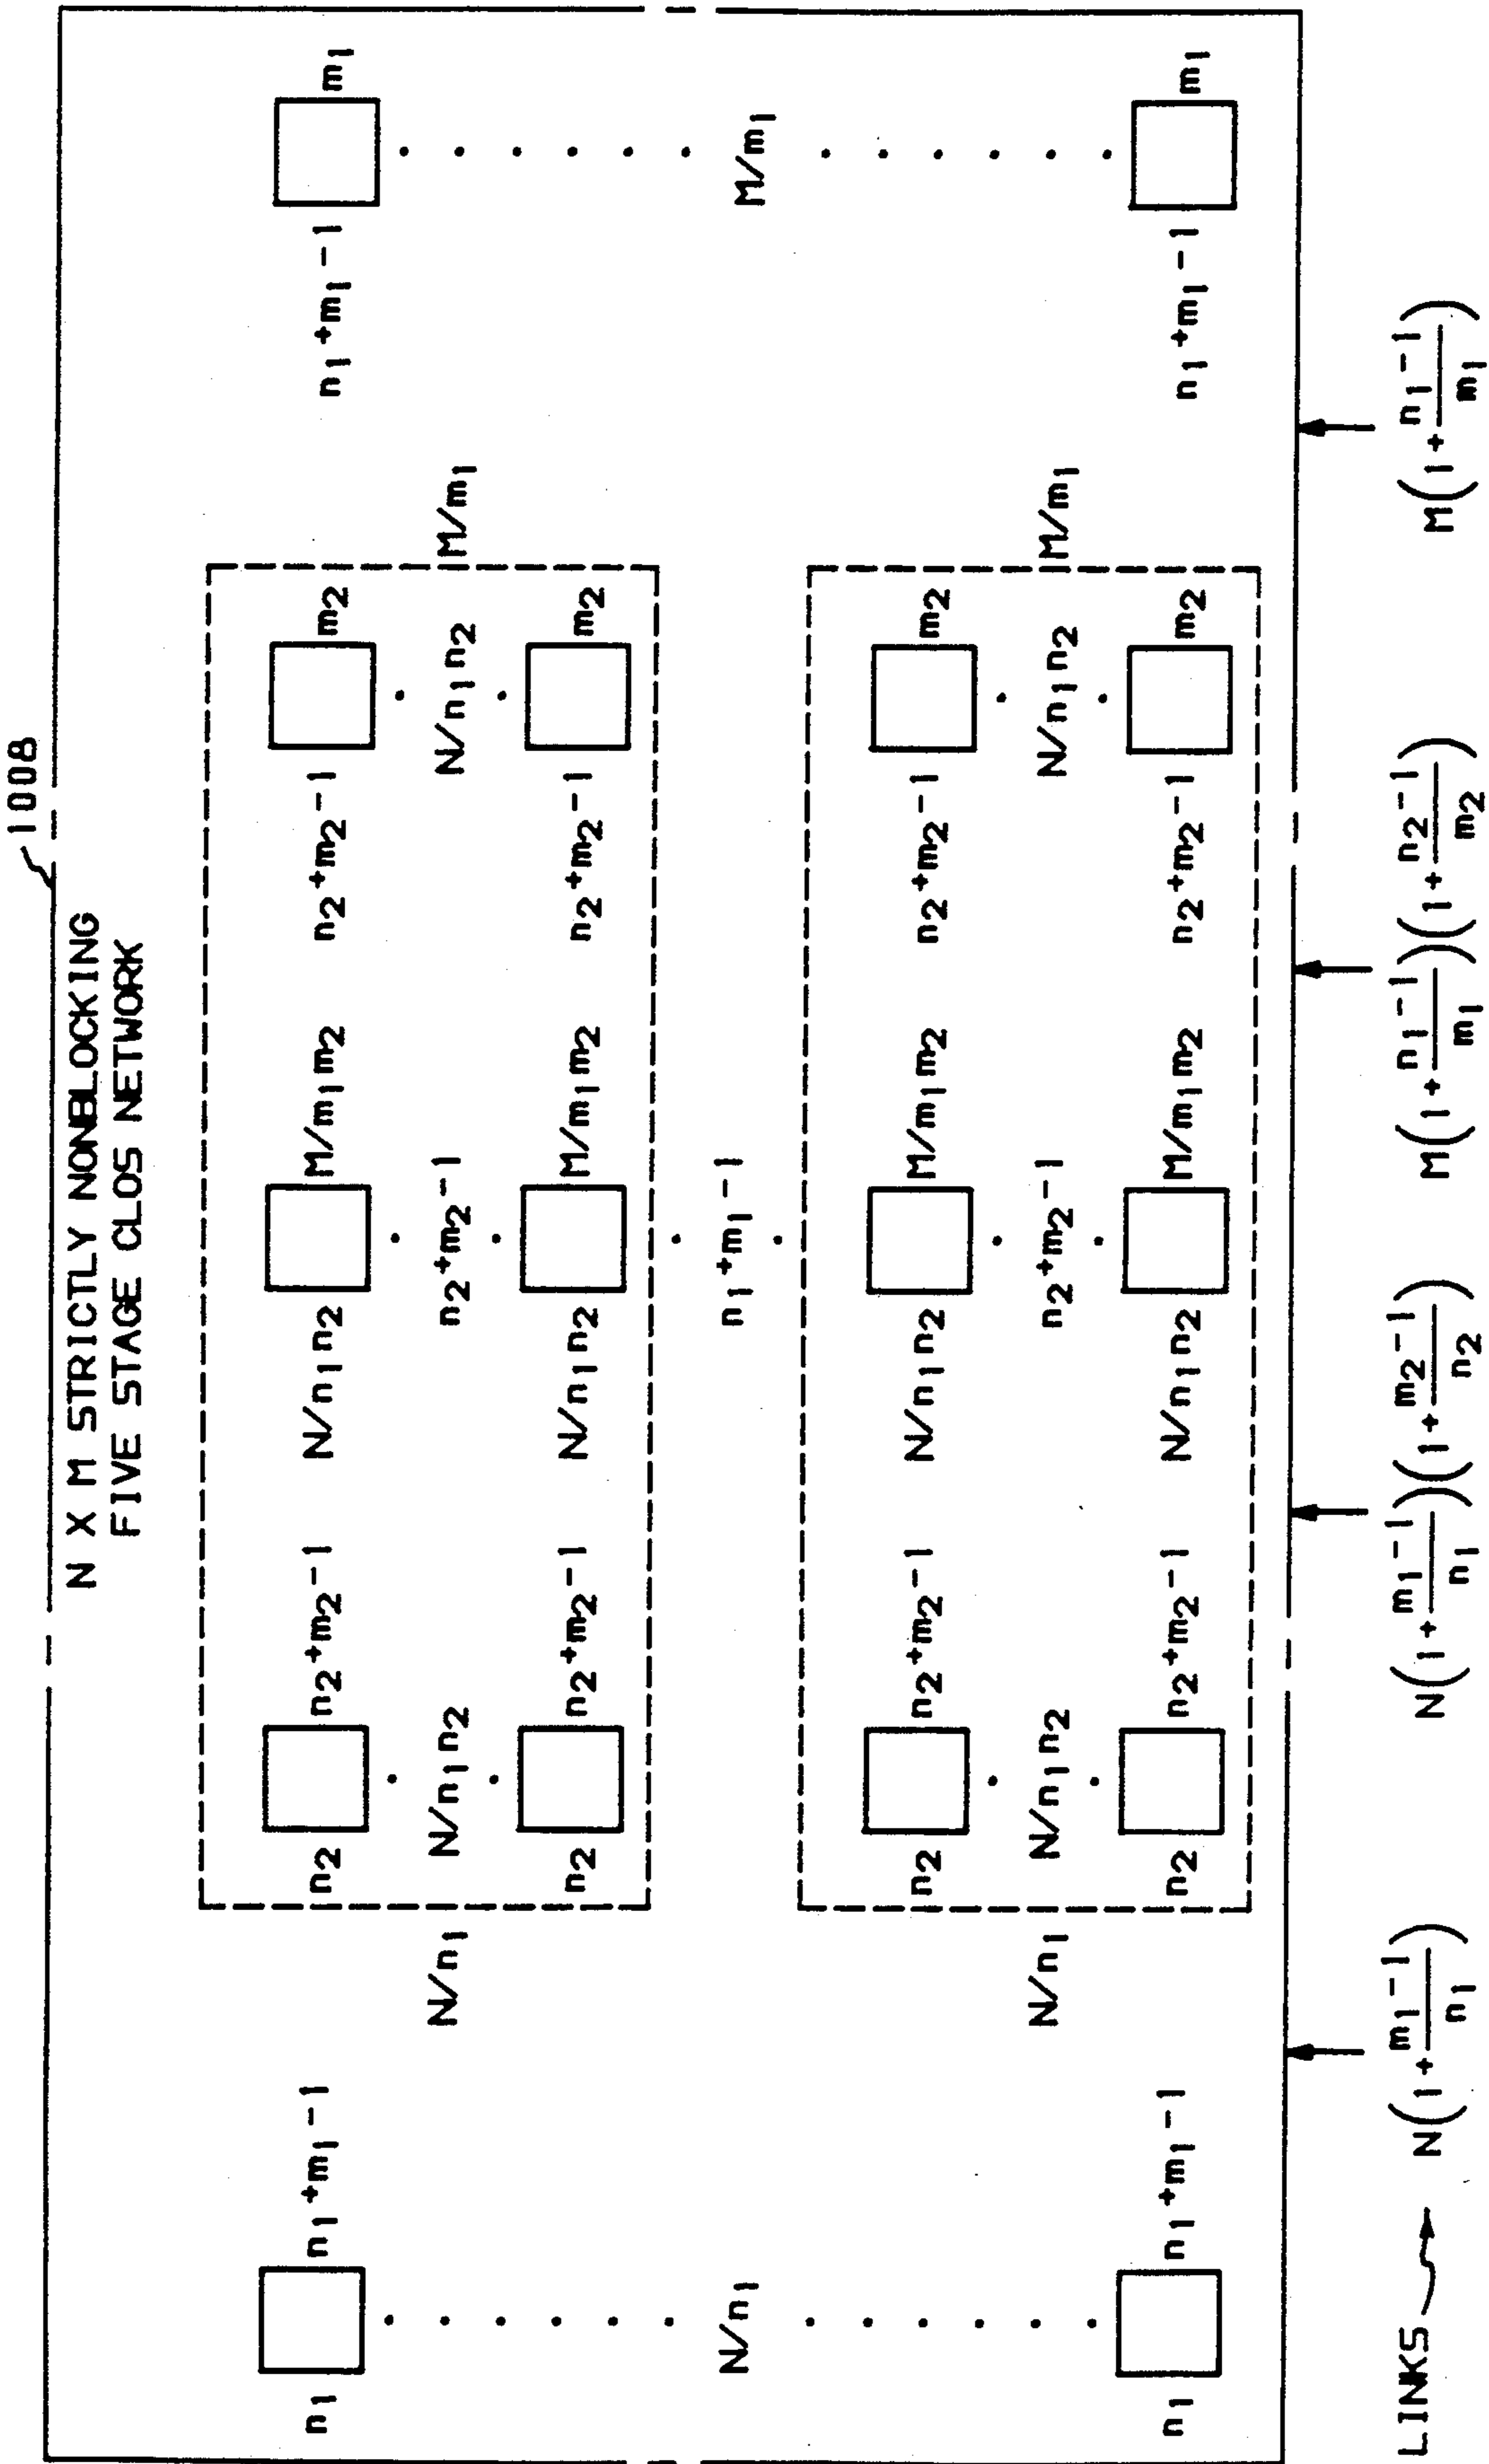 1008
N X M STRICTLY NONBLOCKING
FIVE STAGE CLOS NETWORK
n₁ n₁+m₁-1 n₂ n₂+m₂-1 N/n₁n₂ M/m₁m₂ n₂+m₂-1 m₂ n₁+m₁-1 m₁
N/n₁ N/n₁n₂ n₂+m₂-1 N/n₁n₂ M/m₁
n₂ n₂+m₂-1 N/n₁n₂ M/m₁m₂ n₂+m₂-1 m₂
N/n₁ n₁+m₁-1 M/m₁
n₂ n₂+m₂-1 N/n₁n₂ M/m₁m₂ n₂+m₂-1 m₂
N/n₁ N/n₁n₂ n₂+m₂-1 N/n₁n₂ M/m₁
n₁ n₁+m₁-1 n₂ n₂+m₂-1 N/n₁n₂ M/m₁m₂ n₂+m₂-1 m₂ n₁+m₁-1 m₁
LINKS N(1+(m₁-1)/n₁) N(1+(m₁-1)/n₁)(1+(m₂-1)/n₂) M(1+(n₁-1)/m₁)(1+(n₂-1)/m₂) M(1+(n₁-1)/m₁)